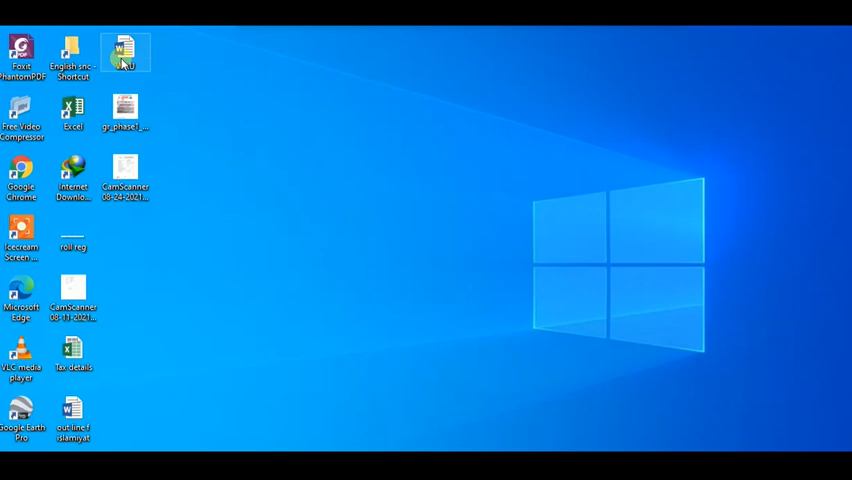 Foxit
PhantomPDF
English snc -
Shortcut
Free Video
Compressor
Excel
gr_phase1_...
Google
Chrome
Internet
Downlo...
CamScanner
08-24-2021...
Icecream
Screen ...
roil reg
Microsoft
Edge
CamScanner
08-11-2021...
VLC media
player
Tax details
Google Earth
Pro
out line f
islamiyat